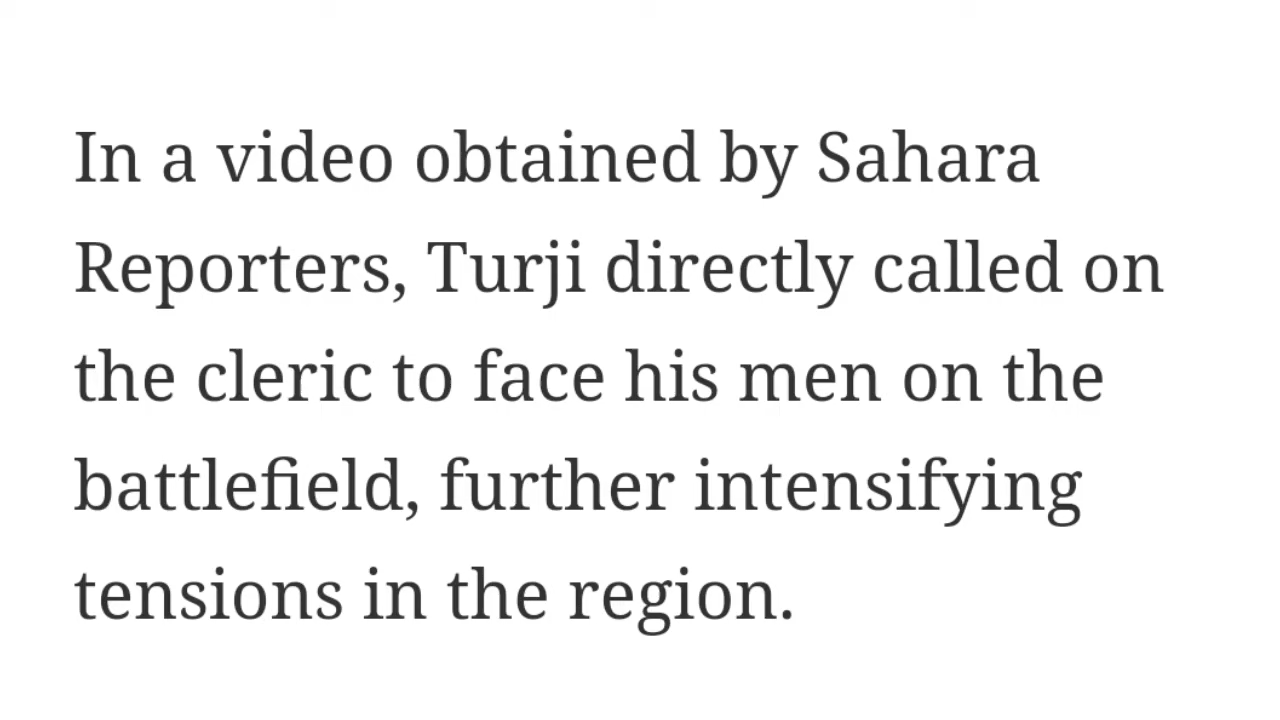 In a video obtained by Sahara
Reporters, Turji directly called on
the cleric to face his men on the
battlefield, further intensifying
tensions in the region.